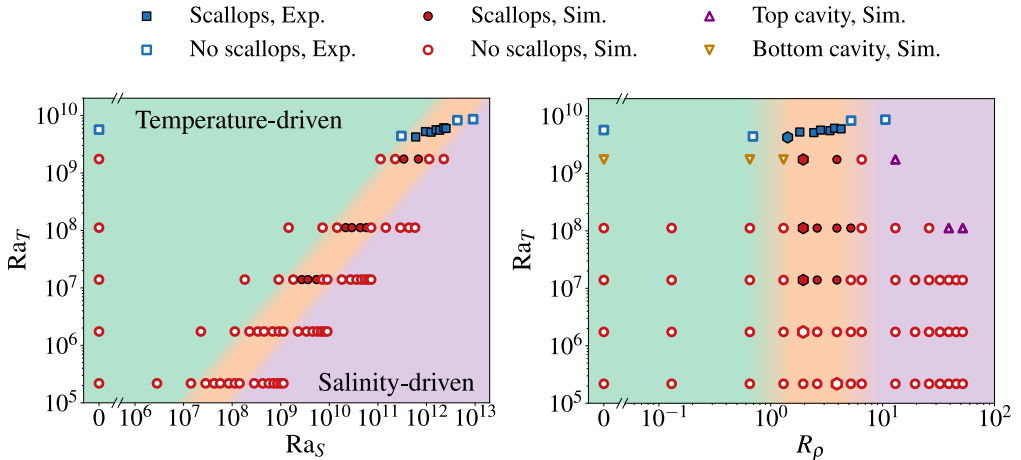 Scallops, Exp.
Scallops, Sim.
Top cavity, Sim.
No scallops, Exp.
No scallops, Sim.
Bottom cavity, Sim.
10^10
10^9
10^8
10^7
10^6
10^5
Ra_T
Temperature-driven
Salinity-driven
0
10^6
10^7
10^8
10^9
10^10
10^11
10^12
10^13
Ra_S
10^10
10^9
10^8
10^7
10^6
10^5
Ra_T
0
10^−1
10^0
10^1
10^2
R_ρ